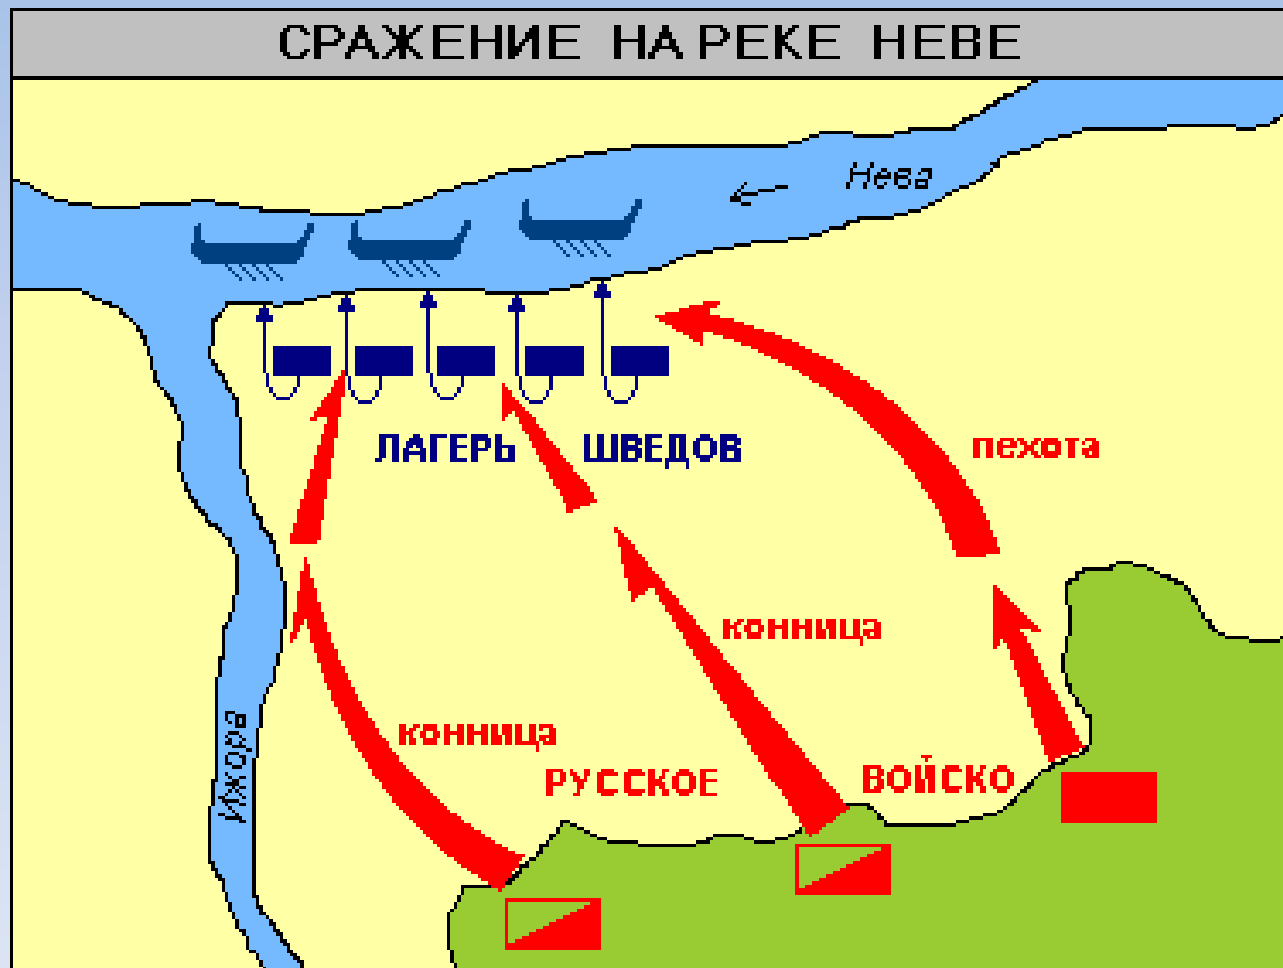 СРАЖЕНИЕ НА РЕКЕ НЕВЕ
Нева
ЛАГЕРЬ ШВЕДОВ
пехота
конница
конница
РУССКОЕ ВОЙСКО
Ижора